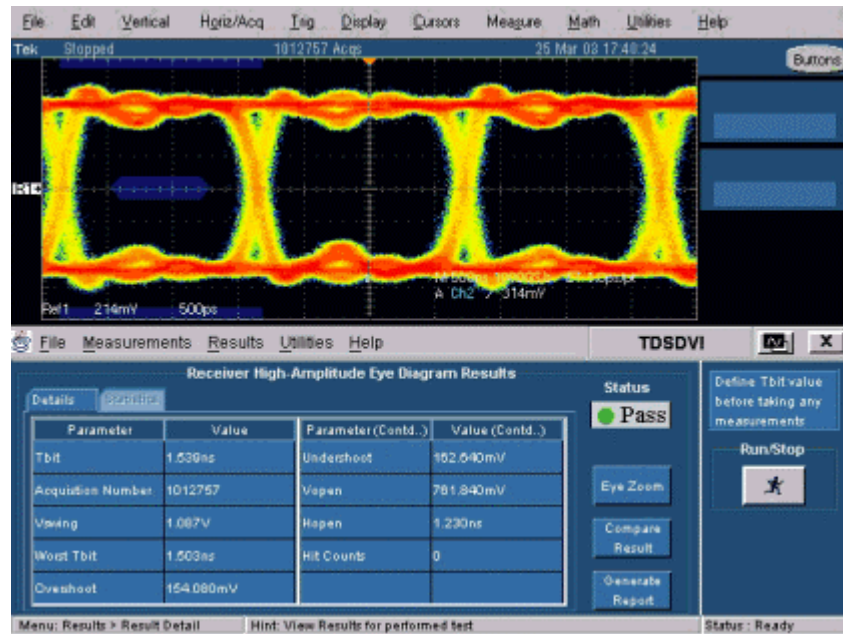 File Edit Vertical Horiz/Acq Trig Display Cursors Measure Math Utilities Help
Tek Stopped 1012757 Acqs 25 Mar 03 17:40:24
Buttons
R1
A Ch2 314mV
Ref1 214mV 500ps
File Measurements Results Utilities Help TDSDVI X
Receiver High-Amplitude Eye Diagram Results
Details Statistics
Status
Pass
Define Tbit value
before taking any
measurements
Run/Stop
Parameter Value Parameter (Contd..) Value (Contd..)
Tbit 1.539ns Undershoot 162.640mV
Acquistion Number 1012757 Vopen 781.840mV
Vswing 1.087V Hopen 1.230ns
Worst Tbit 1.503ns Hit Counts 0
Overshoot 154.080mV
Eye Zoom
Compare
Result
Generate
Report
Menu: Results > Result Detail Hint: View Results for performed test Status : Ready